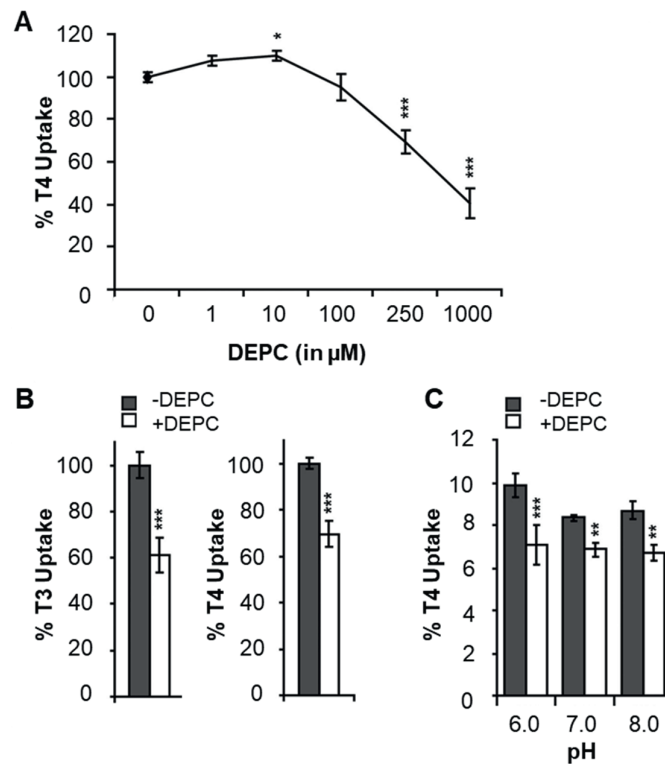 A
% T4 Uptake
120
100
80
60
40
20
0
*
***
***
0 1 10 100 250 1000
DEPC (in µM)
B
-DEPC
+DEPC
% T3 Uptake
100
80
60
40
20
0
***
% T4 Uptake
100
80
60
40
20
0
***
C
-DEPC
+DEPC
% T4 Uptake
12
10
8
6
4
2
0
***
**
**
6.0 7.0 8.0
pH